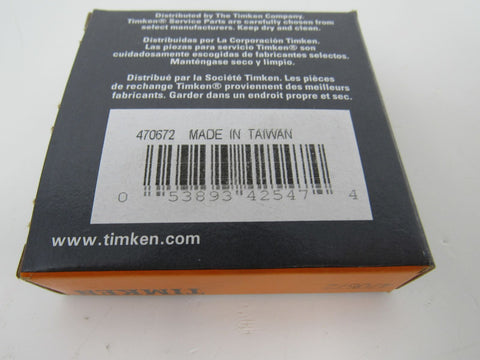 Distributed by The Timken Company.
Timken® Service Parts are carefully chosen from
select manufacturers. Keep dry and clean.
Distribuidas por La Corporación Timken.
Las piezas para servicio Timken® son
cuidadosamente escogidas de fabricantes selectos.
Manténgase seco y limpio.
Distribué par la Société Timken. Les pièces
de rechange Timken® proviennent des meilleurs
fabricants. Garder dans un endroit propre et sec.
470672 MADE IN TAIWAN
0 53893 42547 4
www.timken.com
TIMKEN
470672